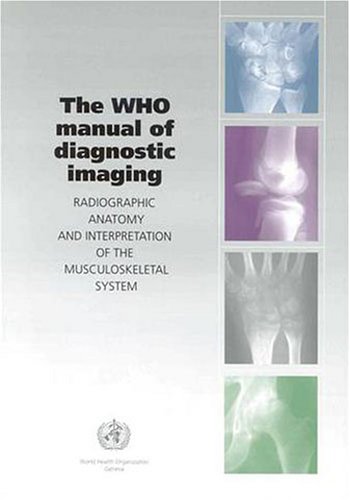 The WHO
manual of
diagnostic
imaging
RADIOGRAPHIC
ANATOMY
AND INTERPRETATION
OF THE
MUSCULOSKELETAL
SYSTEM
World Health Organization
Geneva